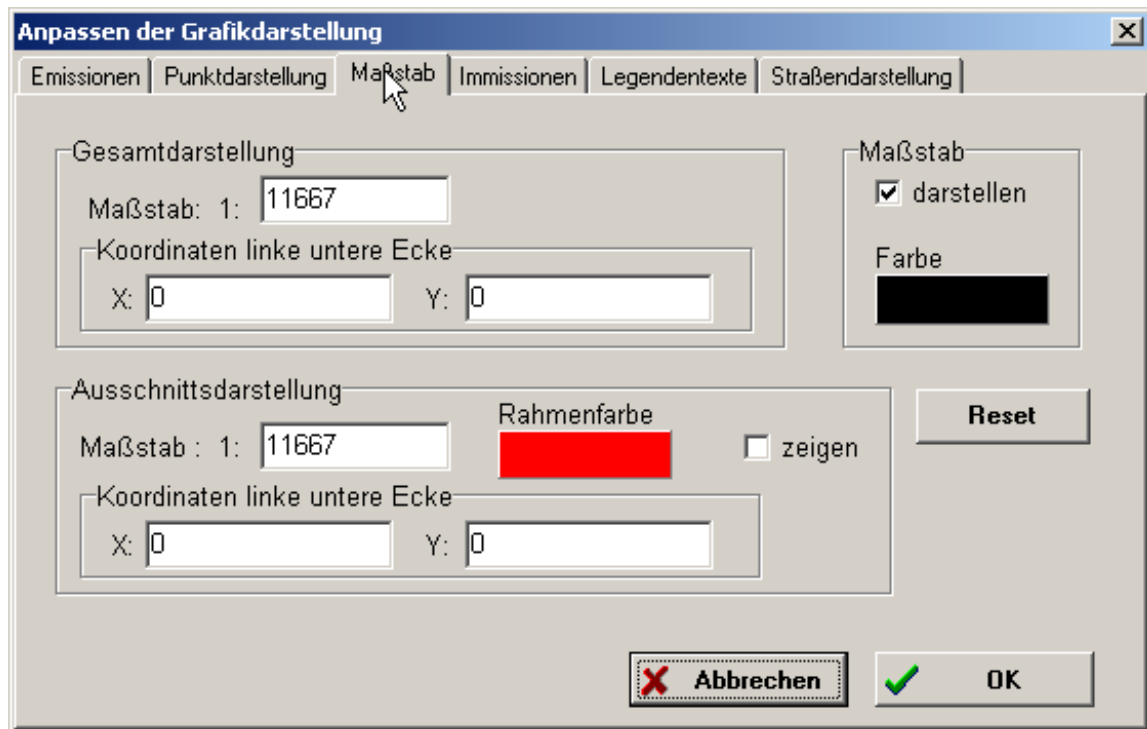 Anpassen der Grafikdarstellung
Emissionen Punktdarstellung Maßstab Immissionen Legendentexte Straßendarstellung
Gesamtdarstellung
Maßstab: 1: 11667
Koordinaten linke untere Ecke
X: 0 Y: 0
Maßstab
darstellen
Farbe
Ausschnittsdarstellung
Maßstab : 1: 11667
Rahmenfarbe
zeigen
Koordinaten linke untere Ecke
X: 0 Y: 0
Reset
Abbrechen OK